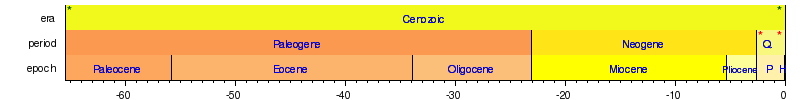 * era Cenozoic *
period Paleogene Neogene * Q *
epoch Paleocene Eocene Oligocene Miocene Pliocene P H
-60 -50 -40 -30 -20 -10 0